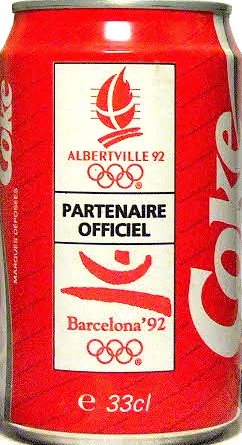 Coke
MARQUES DÉPOSÉES
ALBERTVILLE 92
PARTENAIRE
OFFICIEL
Barcelona'92
e 33cl
Coke